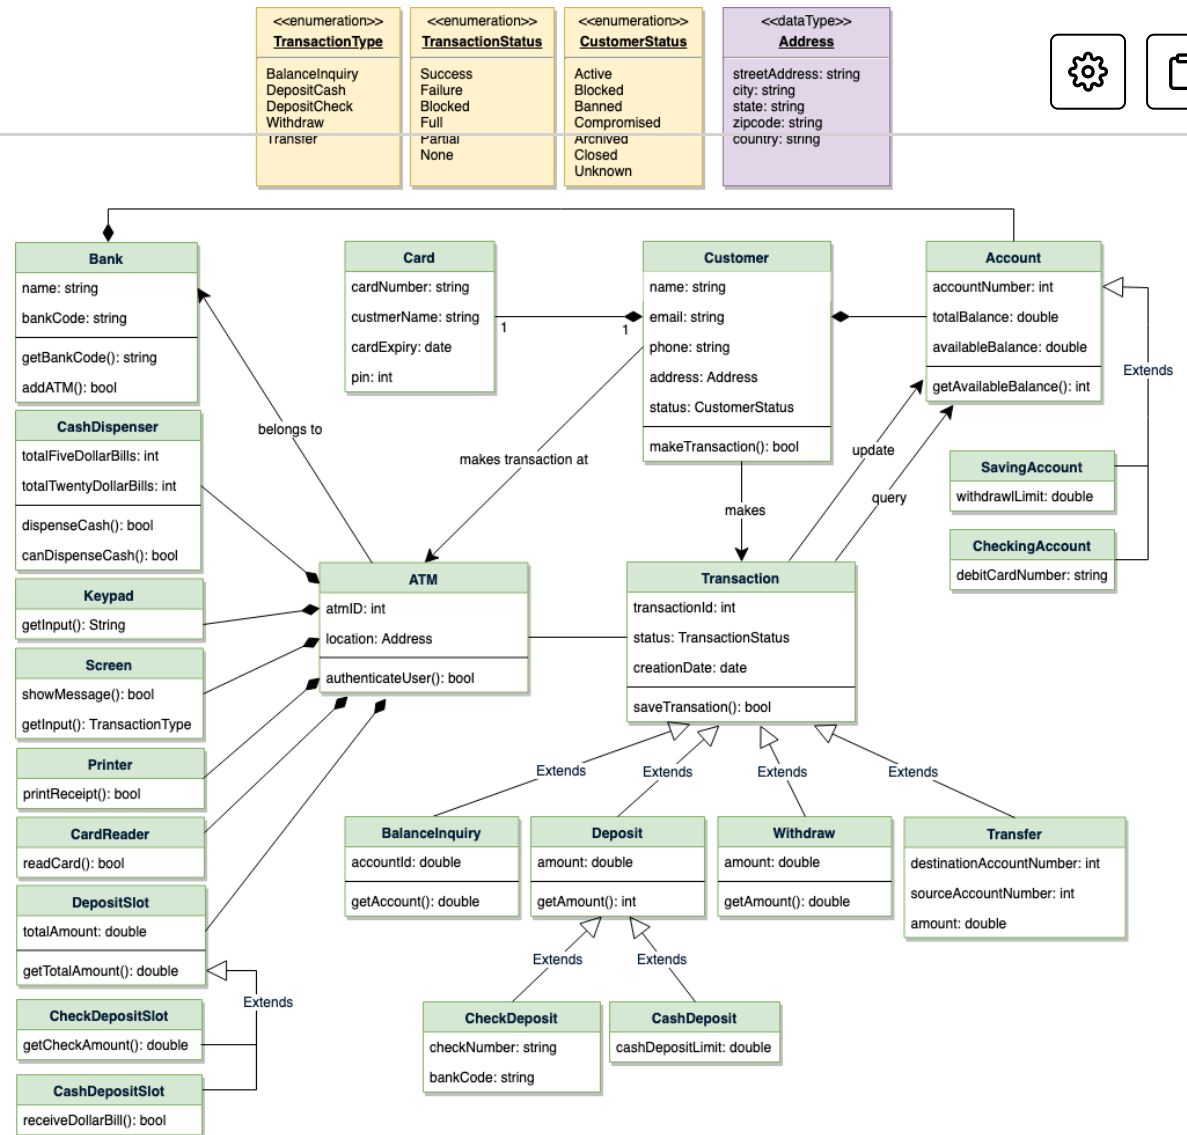 <<enumeration>>
TransactionType
BalanceInquiry
DepositCash
DepositCheck
Withdraw
Transfer
<<enumeration>>
TransactionStatus
Success
Failure
Blocked
Full
Partial
None
<<enumeration>>
CustomerStatus
Active
Blocked
Banned
Compromised
Archived
Closed
Unknown
<<dataType>>
Address
streetAddress: string
city: string
state: string
zipcode: string
country: string
Bank
name: string
bankCode: string
getBankCode(): string
addATM(): bool
Card
cardNumber: string
custmerName: string
cardExpiry: date
pin: int
1
1
Customer
name: string
email: string
phone: string
address: Address
status: CustomerStatus
makeTransaction(): bool
Account
accountNumber: int
totalBalance: double
availableBalance: double
getAvailableBalance(): int
Extends
belongs to
makes transaction at
makes
update
query
SavingAccount
withdrawlLimit: double
CheckingAccount
debitCardNumber: string
CashDispenser
totalFiveDollarBills: int
totalTwentyDollarBills: int
dispenseCash(): bool
canDispenseCash(): bool
Keypad
getInput(): String
Screen
showMessage(): bool
getInput(): TransactionType
Printer
printReceipt(): bool
CardReader
readCard(): bool
DepositSlot
totalAmount: double
getTotalAmount(): double
Extends
CheckDepositSlot
getCheckAmount(): double
CashDepositSlot
receiveDollarBill(): bool
ATM
atmID: int
location: Address
authenticateUser(): bool
Transaction
transactionId: int
status: TransactionStatus
creationDate: date
saveTransation(): bool
Extends
Extends
Extends
Extends
BalanceInquiry
accountId: double
getAccount(): double
Deposit
amount: double
getAmount(): int
Withdraw
amount: double
getAmount(): double
Transfer
destinationAccountNumber: int
sourceAccountNumber: int
amount: double
Extends
Extends
CheckDeposit
checkNumber: string
bankCode: string
CashDeposit
cashDepositLimit: double